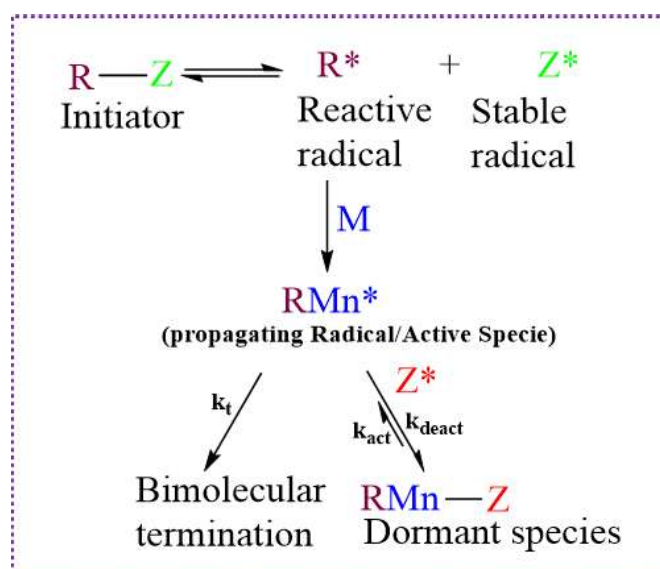 R—Z R* + Z*
Initiator Reactive radical Stable radical
M
RMn*
(propagating Radical/Active Specie)
Z*
kt kact kdeact
Bimolecular termination RMn—Z
Dormant species